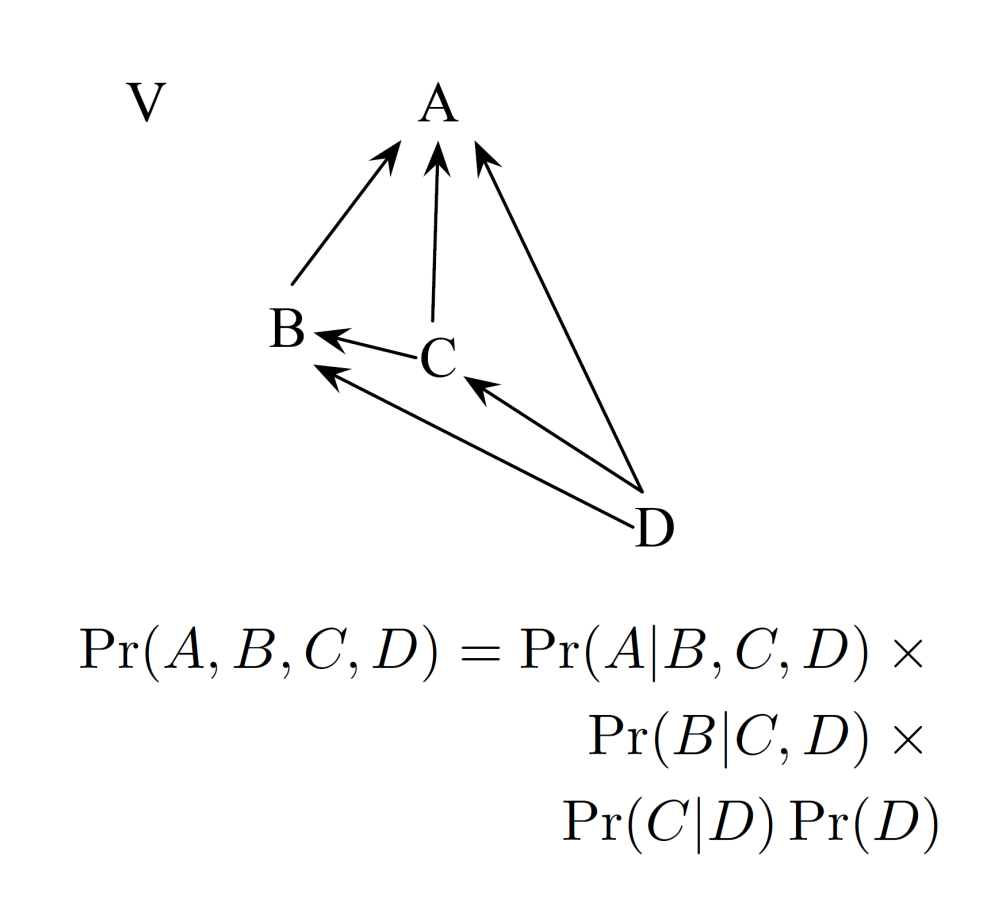 V A
B C
D
Pr(A, B, C, D) = Pr(A|B, C, D) ×
Pr(B|C, D) ×
Pr(C|D) Pr(D)